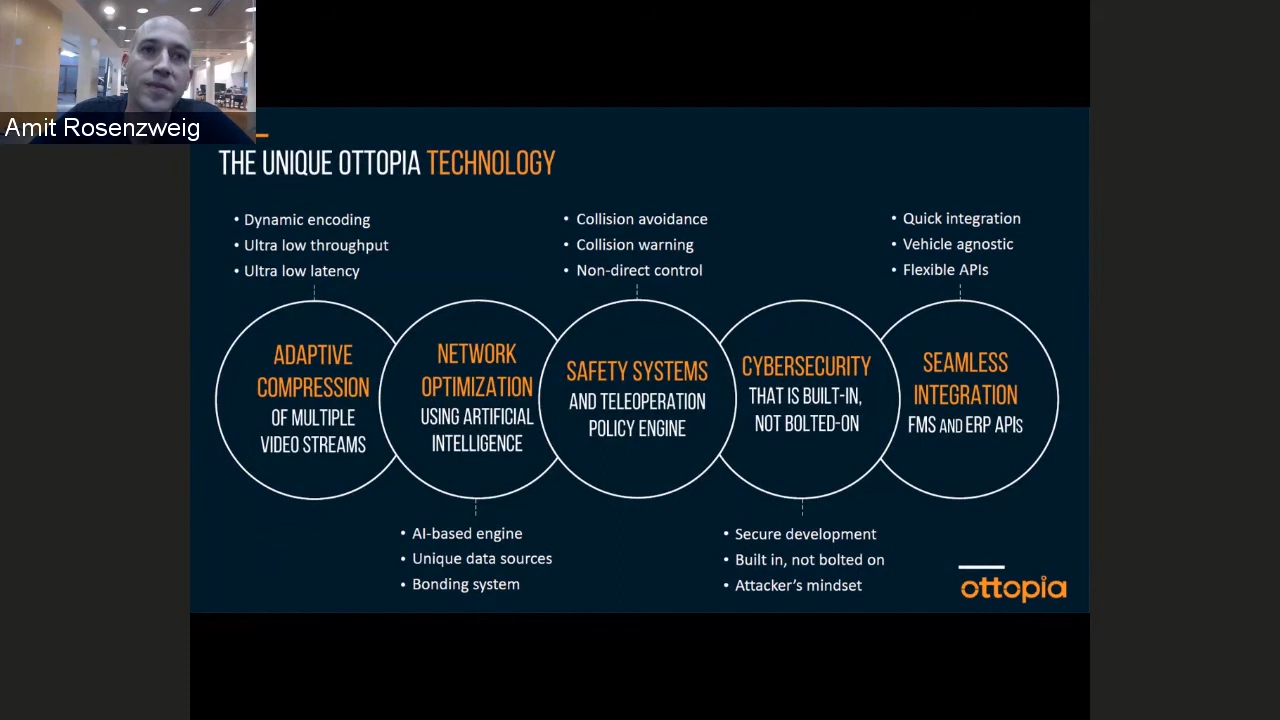 Amit Rosenzweig
THE UNIQUE OTTOPIA TECHNOLOGY
• Dynamic encoding
• Ultra low throughput
• Ultra low latency
• Collision avoidance
• Collision warning
• Non-direct control
• Quick integration
• Vehicle agnostic
• Flexible APIs
ADAPTIVE
COMPRESSION
OF MULTIPLE
VIDEO STREAMS
NETWORK
OPTIMIZATION
USING ARTIFICIAL
INTELLIGENCE
SAFETY SYSTEMS
AND TELEOPERATION
POLICY ENGINE
CYBERSECURITY
THAT IS BUILT-IN,
NOT BOLTED-ON
SEAMLESS
INTEGRATION
FMS AND ERP APIs
• AI-based engine
• Unique data sources
• Bonding system
• Secure development
• Built in, not bolted on
• Attacker's mindset
ottopia